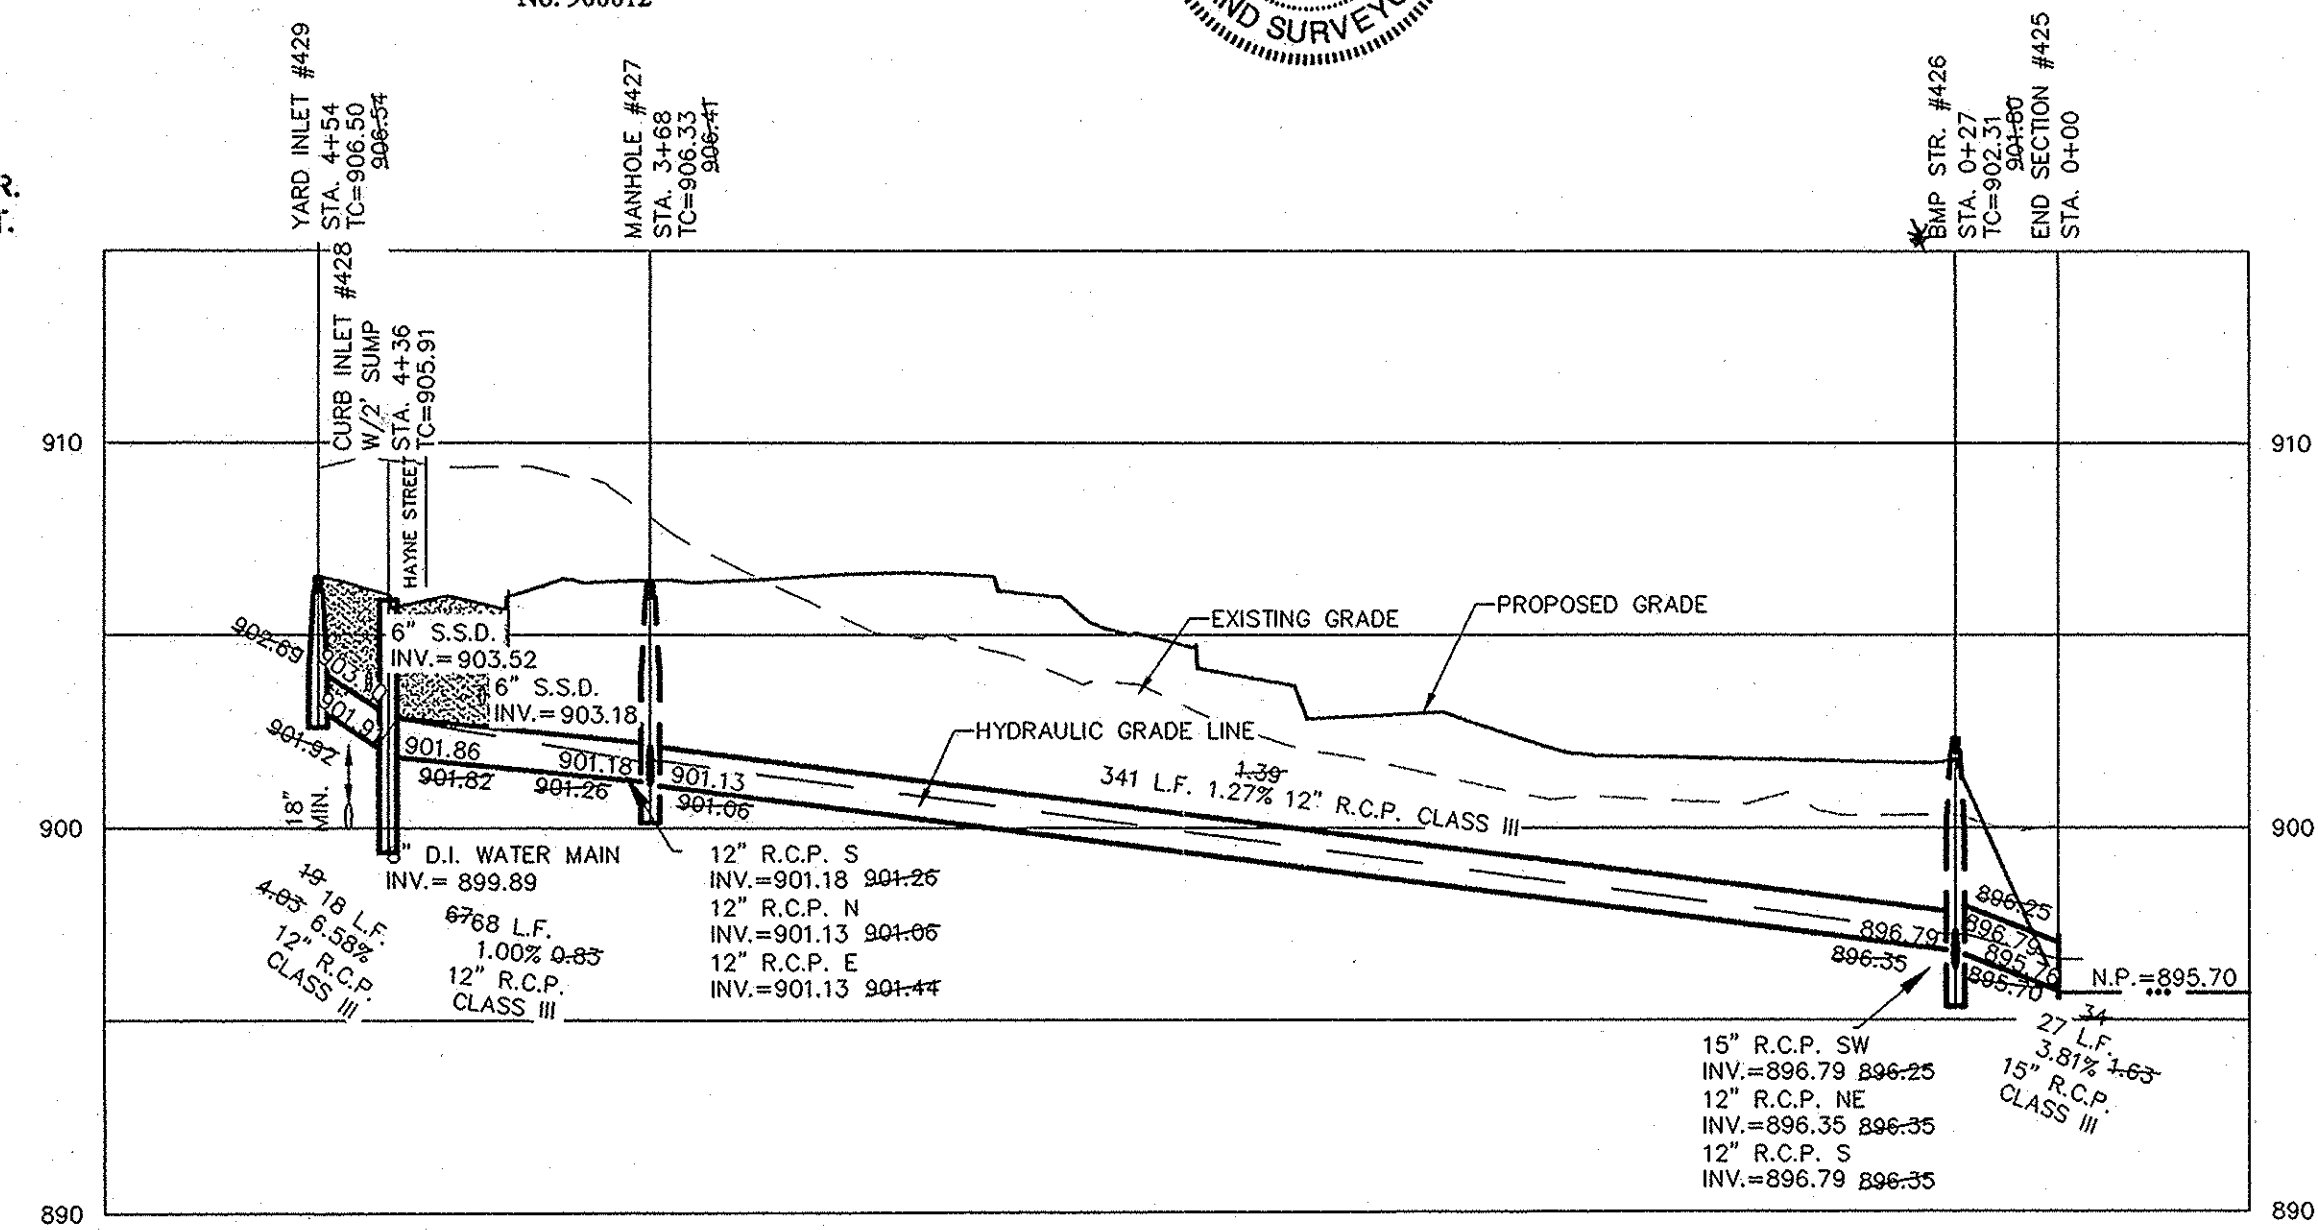 No. 900012
LAND SURVEYOR
YARD INLET #429
STA. 4+54
TC=906.50
906.54
CURB INLET #428
W/2' SUMP
STA. 4+36
TC=905.91
HAYNE STREET
MANHOLE #427
STA. 3+68
TC=906.33
906.41
BMP STR. #426
STA. 0+27
TC=902.31
901.80
END SECTION #425
STA. 0+00
910
910
EXISTING GRADE
PROPOSED GRADE
902.69
903.10
6" S.S.D.
INV.=903.52
6" S.S.D.
INV.=903.18
HYDRAULIC GRADE LINE
901.92
901.86
901.82
901.18
901.26
901.13
901.06
1.39
341 L.F. 1.27% 12" R.C.P. CLASS III
18"
MIN.
900
900
D.I. WATER MAIN
INV.= 899.89
19 18 L.F.
4.03 6.58%
12" R.C.P.
CLASS III
6768 L.F.
1.00% 0.83
12" R.C.P.
CLASS III
12" R.C.P. S
INV.=901.18 901.26
12" R.C.P. N
INV.=901.13 901.06
12" R.C.P. E
INV.=901.13 901.44
896.25
896.79
896.79
896.35
895.76
895.70
N.P.=895.70
34
27 L.F.
3.81% 1.63
15" R.C.P.
CLASS III
15" R.C.P. SW
INV.=896.79 896.25
12" R.C.P. NE
INV.=896.35 896.35
12" R.C.P. S
INV.=896.79 896.35
890
890